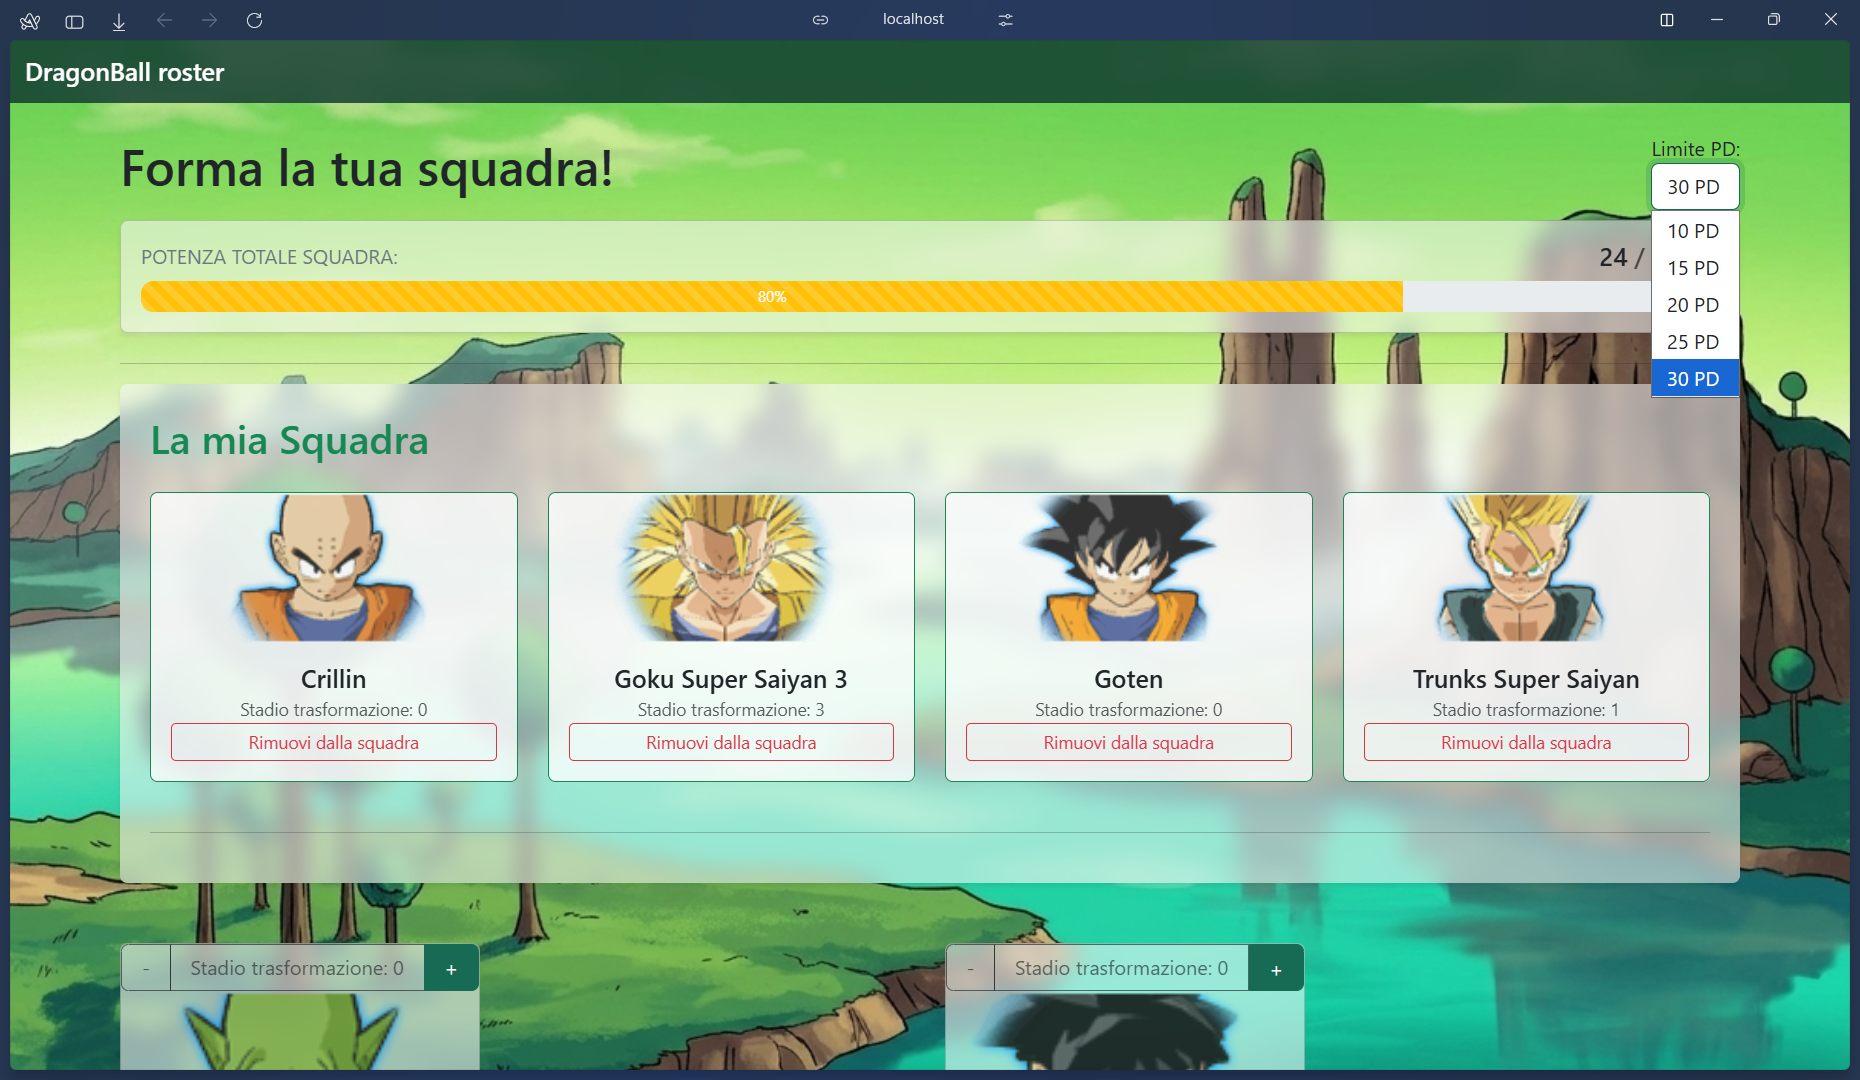 localhost
DragonBall roster
Forma la tua squadra!
Limite PD:
30 PD
10 PD
15 PD
20 PD
25 PD
30 PD
POTENZA TOTALE SQUADRA:
24 /
80%
La mia Squadra
Crillin
Stadio trasformazione: 0
Rimuovi dalla squadra
Goku Super Saiyan 3
Stadio trasformazione: 3
Rimuovi dalla squadra
Goten
Stadio trasformazione: 0
Rimuovi dalla squadra
Trunks Super Saiyan
Stadio trasformazione: 1
Rimuovi dalla squadra
- Stadio trasformazione: 0 +
- Stadio trasformazione: 0 +